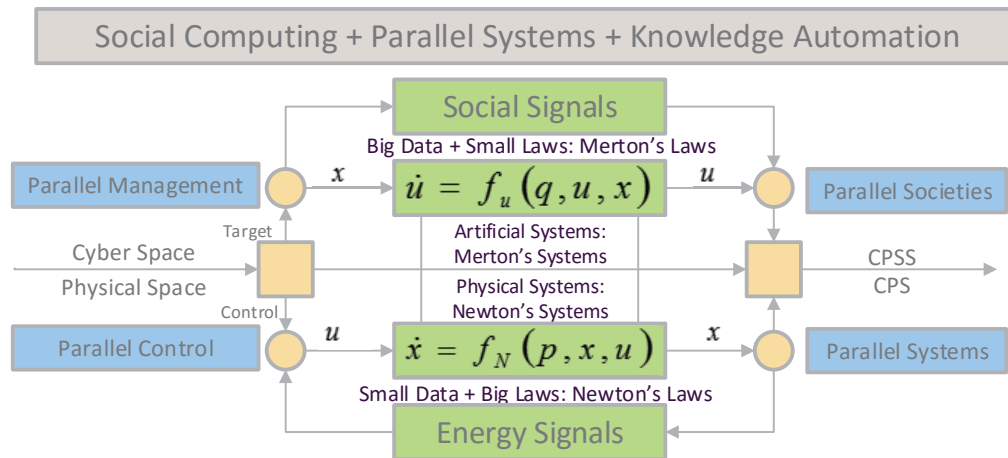 Social Computing + Parallel Systems + Knowledge Automation
Social Signals
Big Data + Small Laws: Merton's Laws
Parallel Management
x
u̇ = f_u (q, u, x)
u
Parallel Societies
Target
Artificial Systems:
Merton's Systems
Cyber Space
CPSS
Physical Space
Physical Systems:
Newton's Systems
CPS
Control
Parallel Control
u
ẋ = f_N (p, x, u)
x
Parallel Systems
Small Data + Big Laws: Newton's Laws
Energy Signals